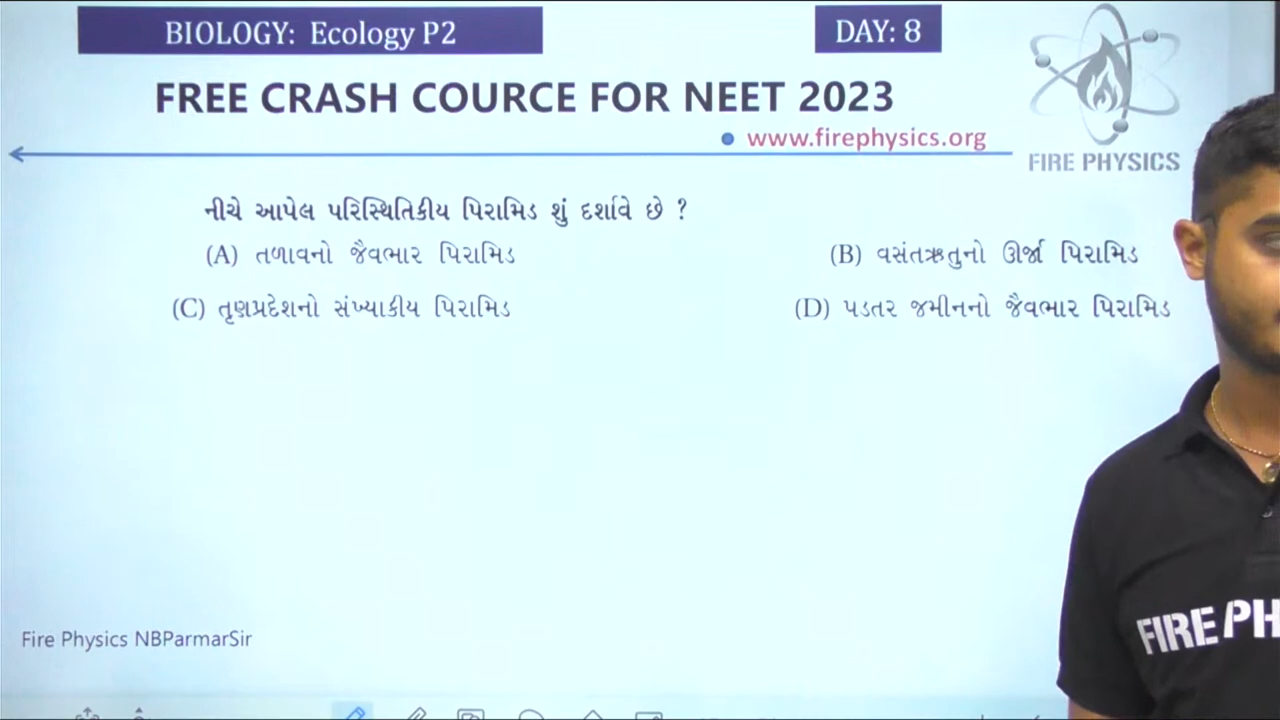 BIOLOGY: Ecology P2
DAY: 8
FREE CRASH COURCE FOR NEET 2023
www.firephysics.org
FIRE PHYSICS
નીચે આપેલ પરિસ્થિતિકીય પિરામિડ શું દર્શાવે છે ?
(A) તળાવનો જૈવભાર પિરામિડ
(B) વસંતઋતુનો ઊર્જા પિરામિડ
(C) તૃણપ્રદેશનો સંખ્યાકીય પિરામિડ
(D) પડતર જમીનનો જૈવભાર પિરામિડ
FIRE PH
Fire Physics NBParmarSir